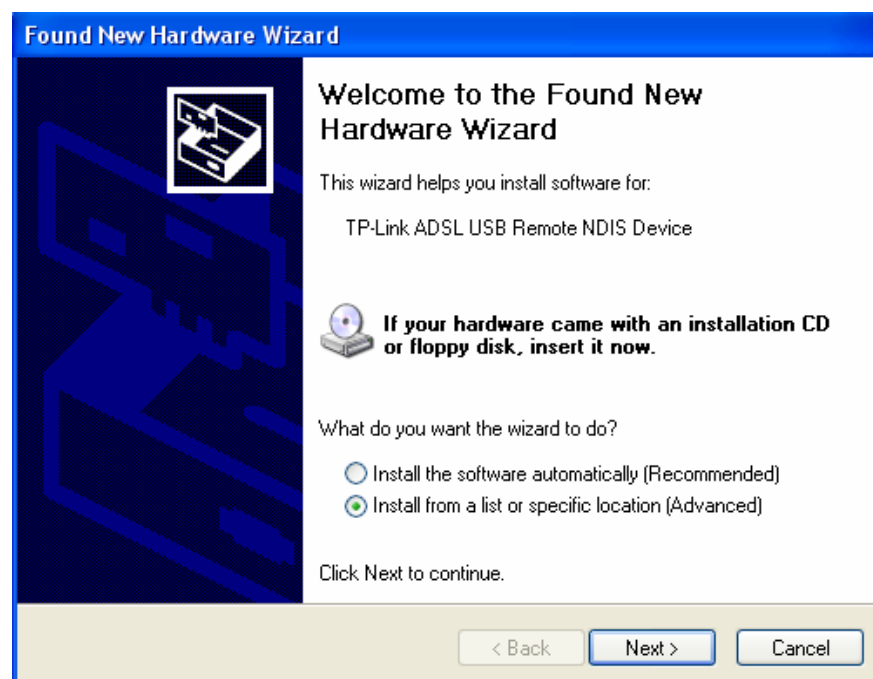 Found New Hardware Wizard
Welcome to the Found New
Hardware Wizard
This wizard helps you install software for:
TP-Link ADSL USB Remote NDIS Device
If your hardware came with an installation CD
or floppy disk, insert it now.
What do you want the wizard to do?
Install the software automatically (Recommended)
Install from a list or specific location (Advanced)
Click Next to continue.
< Back Next > Cancel